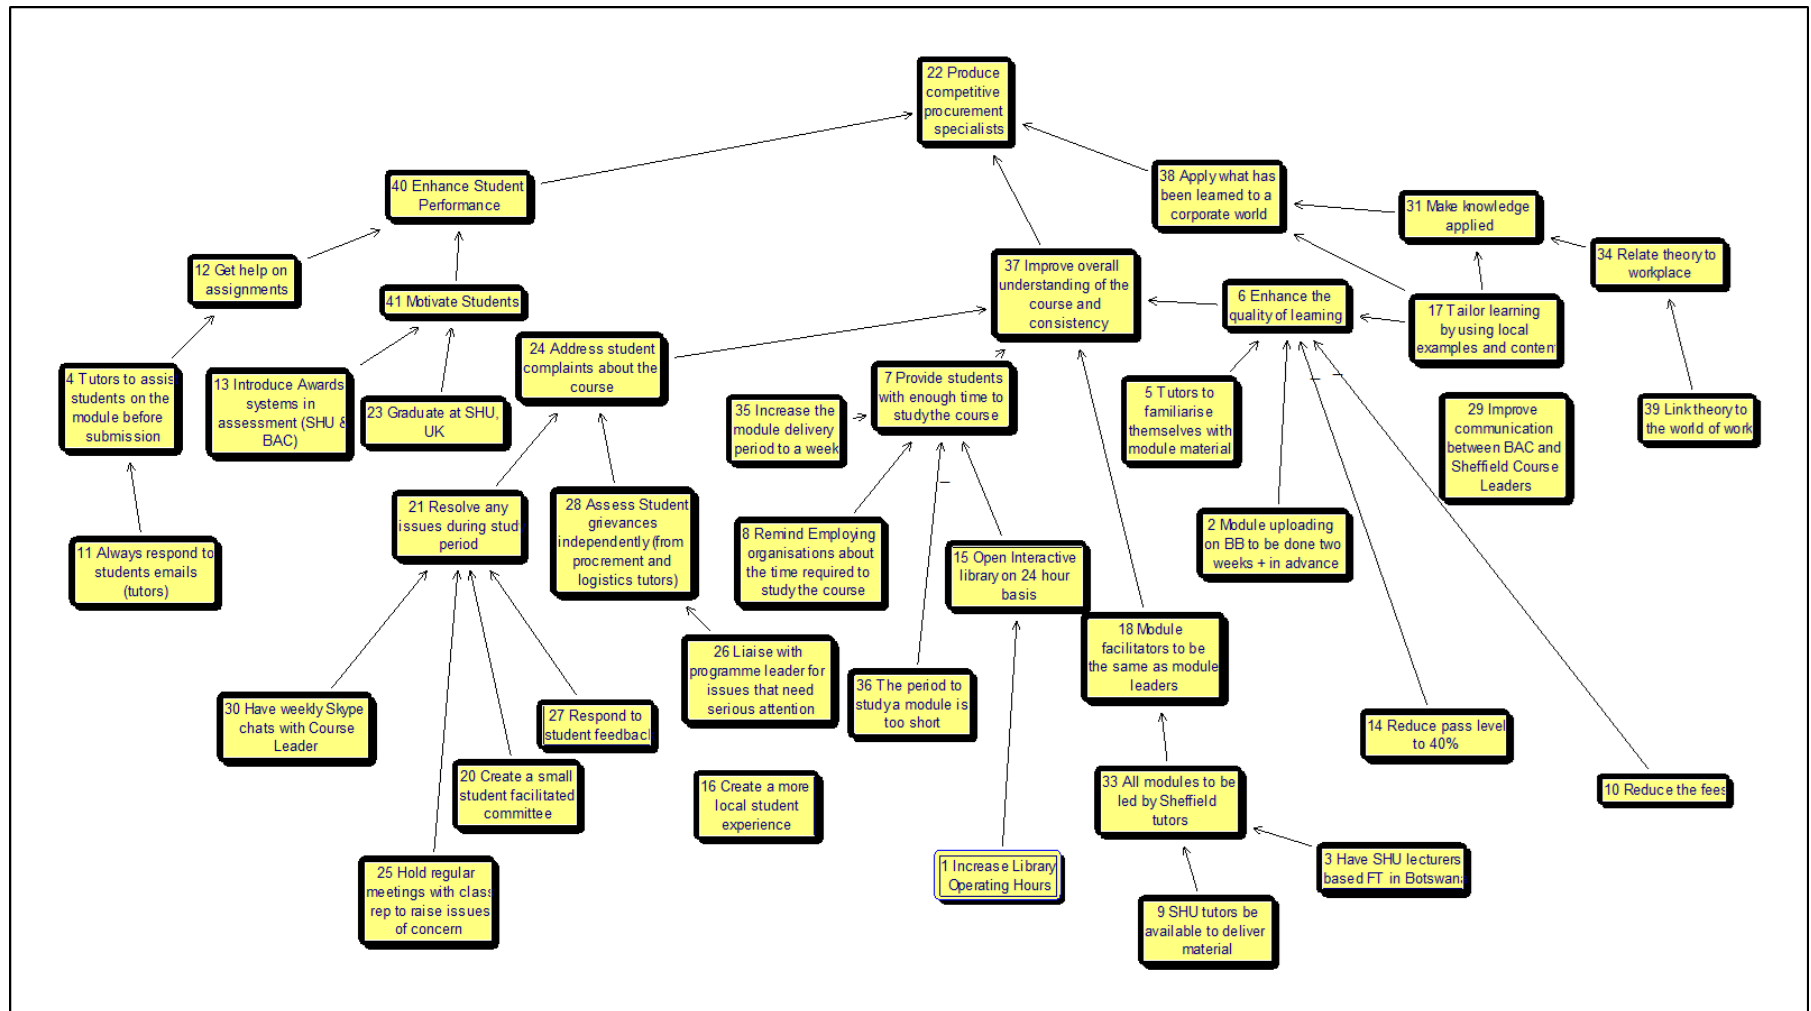 22 Produce
competitive
procurement
specialists
40 Enhance Student
Performance
38 Apply what has
been learned to a
corporate world
31 Make knowledge
applied
34 Relate theory to
workplace
12 Get help on
assignments
41 Motivate Students
37 Improve overall
understanding of the
course and
consistency
6 Enhance the
quality of learning
17 Tailor learning
by using local
examples and conten
24 Address student
complaints about the
course
7 Provide students
with enough time to
study the course
4 Tutors to assis
students on the
module before
submission
13 Introduce Awards
systems in
assessment (SHU &
BAC)
23 Graduate at SHU,
UK
35 Increase the
module delivery
period to a week
5 Tutors to
familiarise
themselves with
module material
29 Improve
communication
between BAC and
Sheffield Course
Leaders
39 Link theory to
the world of work
21 Resolve any
issues during stud
period
28 Assess Student
grievances
independently (from
procrement and
logistics tutors)
8 Remind Employing
organisations about
the time required to
study the course
15 Open Interactive
library on 24 hour
basis
2 Module uploading
on BB to be done two
weeks + in advance
11 Always respond to
students emails
(tutors)
18 Module
facilitators to be
the same as module
leaders
26 Liaise with
programme leader for
issues that need
serious attention
36 The period to
study a module is
too short
30 Have weekly Skype
chats with Course
Leader
27 Respond to
student feedbacl
14 Reduce pass level
to 40%
20 Create a small
student facilitated
committee
16 Create a more
local student
experience
33 All modules to be
led by Sheffield
tutors
10 Reduce the fees
25 Hold regular
meetings with class
rep to raise issues
of concern
1 Increase Library
Operating Hours
3 Have SHU lecturers
based FT in Botswana
9 SHU tutors be
available to deliver
material